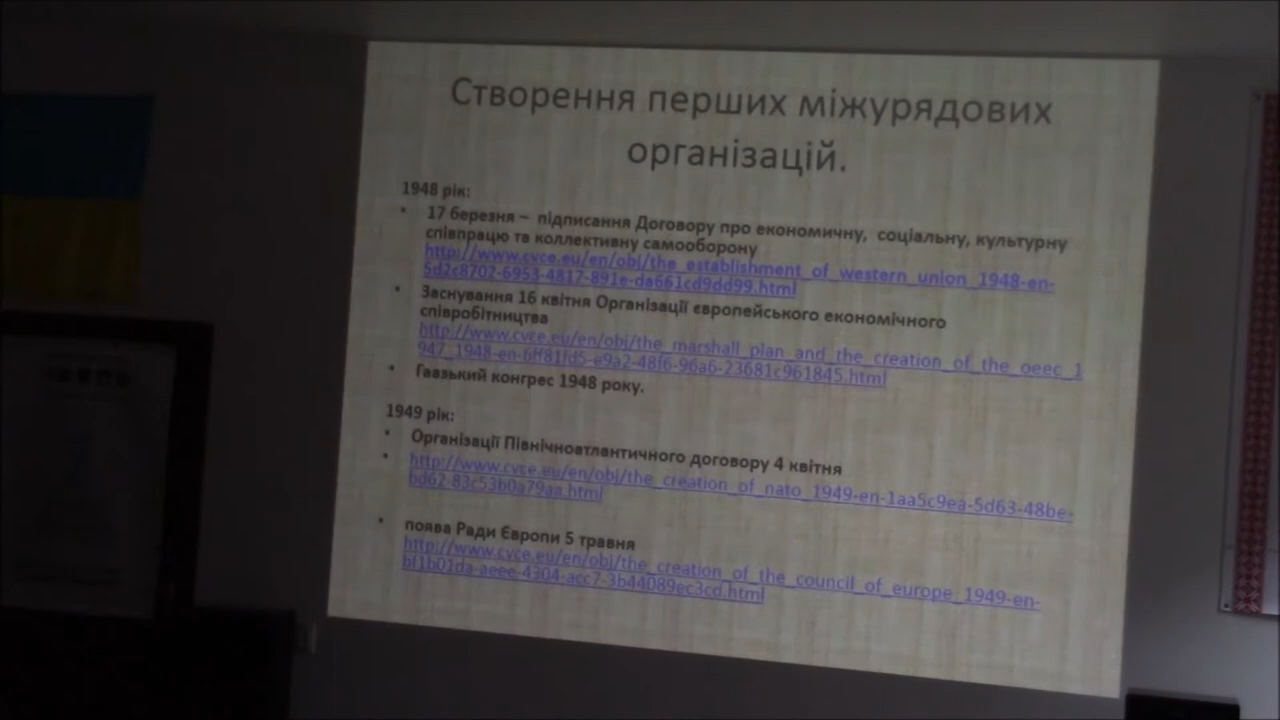 Створення перших міжурядових
організацій.
1948 рік:
• 17 березня – підписання Договору про економичну, соціальну, культурну
співпрацю та коллективну самооборону
http://www.cvce.eu/en/obj/the_establishment_of_western_union_1948-en-
5d2c8702-6953-4817-891e-da661cd9dd99.html
• Заснування 16 квітня Організації європейського економічного
співробітництва
http://www.cvce.eu/en/obj/the_marshall_plan_and_the_creation_of_the_oeec_1
947_1948-en-6ff81fd5-e9a2-48f6-96a6-23681c961845.html
• Гаазький конгрес 1948 року.
1949 рік:
• Організації Північноатлантичного договору 4 квітня
• http://www.cvce.eu/en/obj/the_creation_of_nato_1949-en-1aa5c9ea-5d63-48be-
bd62-83c53b0a79aa.html
• поява Ради Європи 5 травня
http://www.cvce.eu/en/obj/the_creation_of_the_council_of_europe_1949-en-
bf1b01da-aeee-4304-acc7-3b44089ec3cd.html